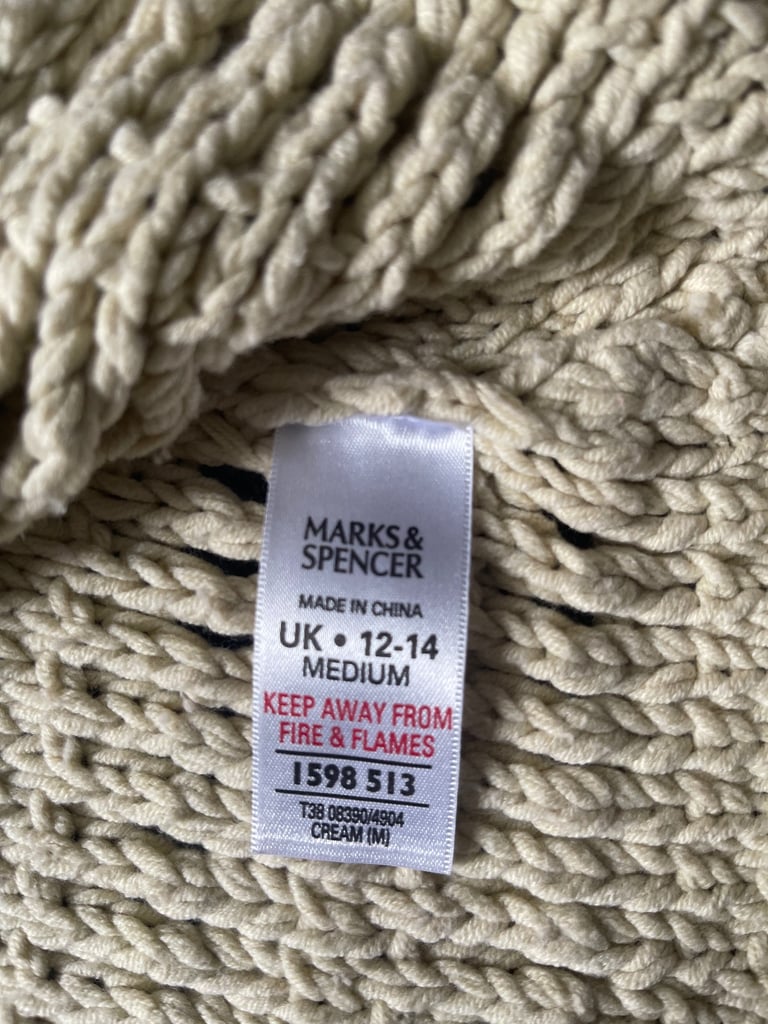 MARKS &
SPENCER
MADE IN CHINA
UK • 12-14
MEDIUM
KEEP AWAY FROM
FIRE & FLAMES
1598 513
T38 08390/4904
CREAM (M)